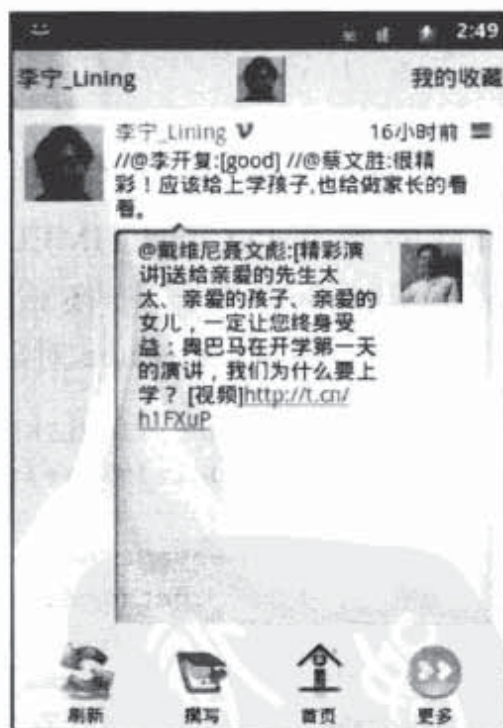 2:49
李宁_Lining 我的收藏
李宁_Lining V 16小时前
//@李开复:[good] //@蔡文胜:很精
彩！应该给上学孩子,也给做家长的看
看。
@戴维尼聂文彪:[精彩演
讲]送给亲爱的先生太
太、亲爱的孩子、亲爱的
女儿，一定让您终身受
益：奥巴马在开学第一天
的演讲，我们为什么要上
学？ [视频]http://t.cn/
h1FXuP
刷新 撰写 首页 更多